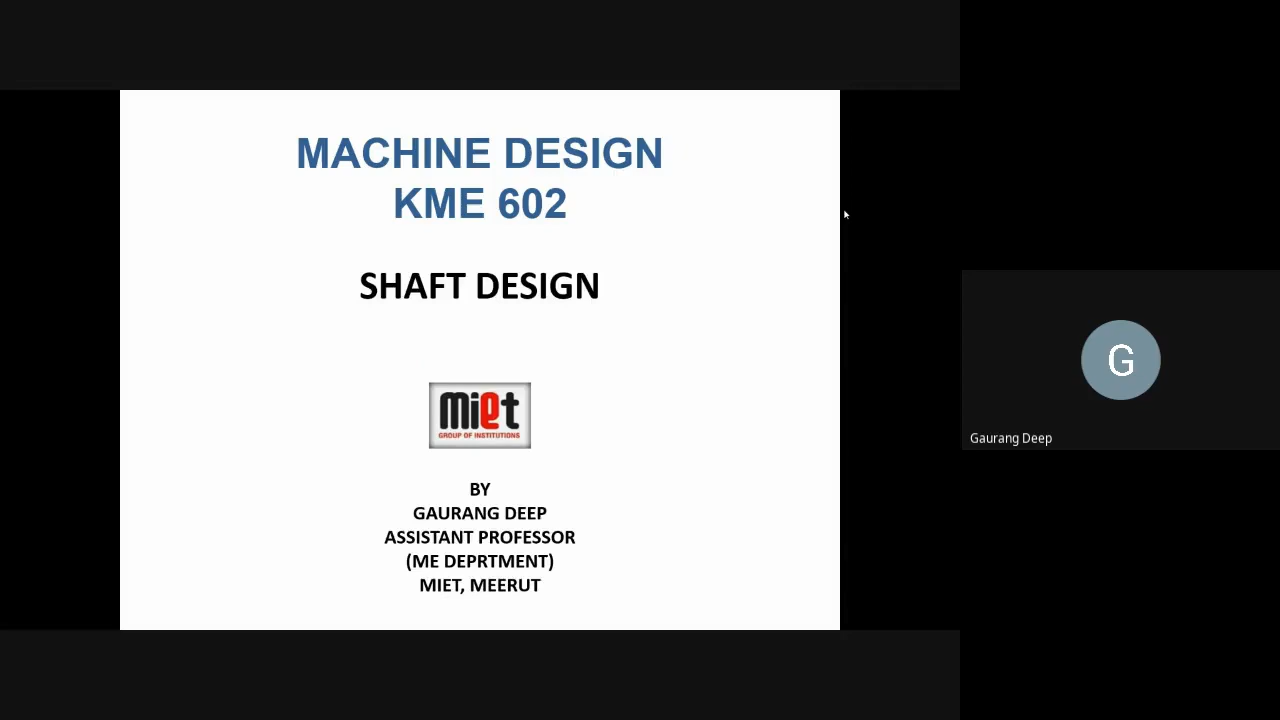 MACHINE DESIGN
KME 602
SHAFT DESIGN
miet
GROUP OF INSTITUTIONS
BY
GAURANG DEEP
ASSISTANT PROFESSOR
(ME DEPRTMENT)
MIET, MEERUT
G
Gaurang Deep